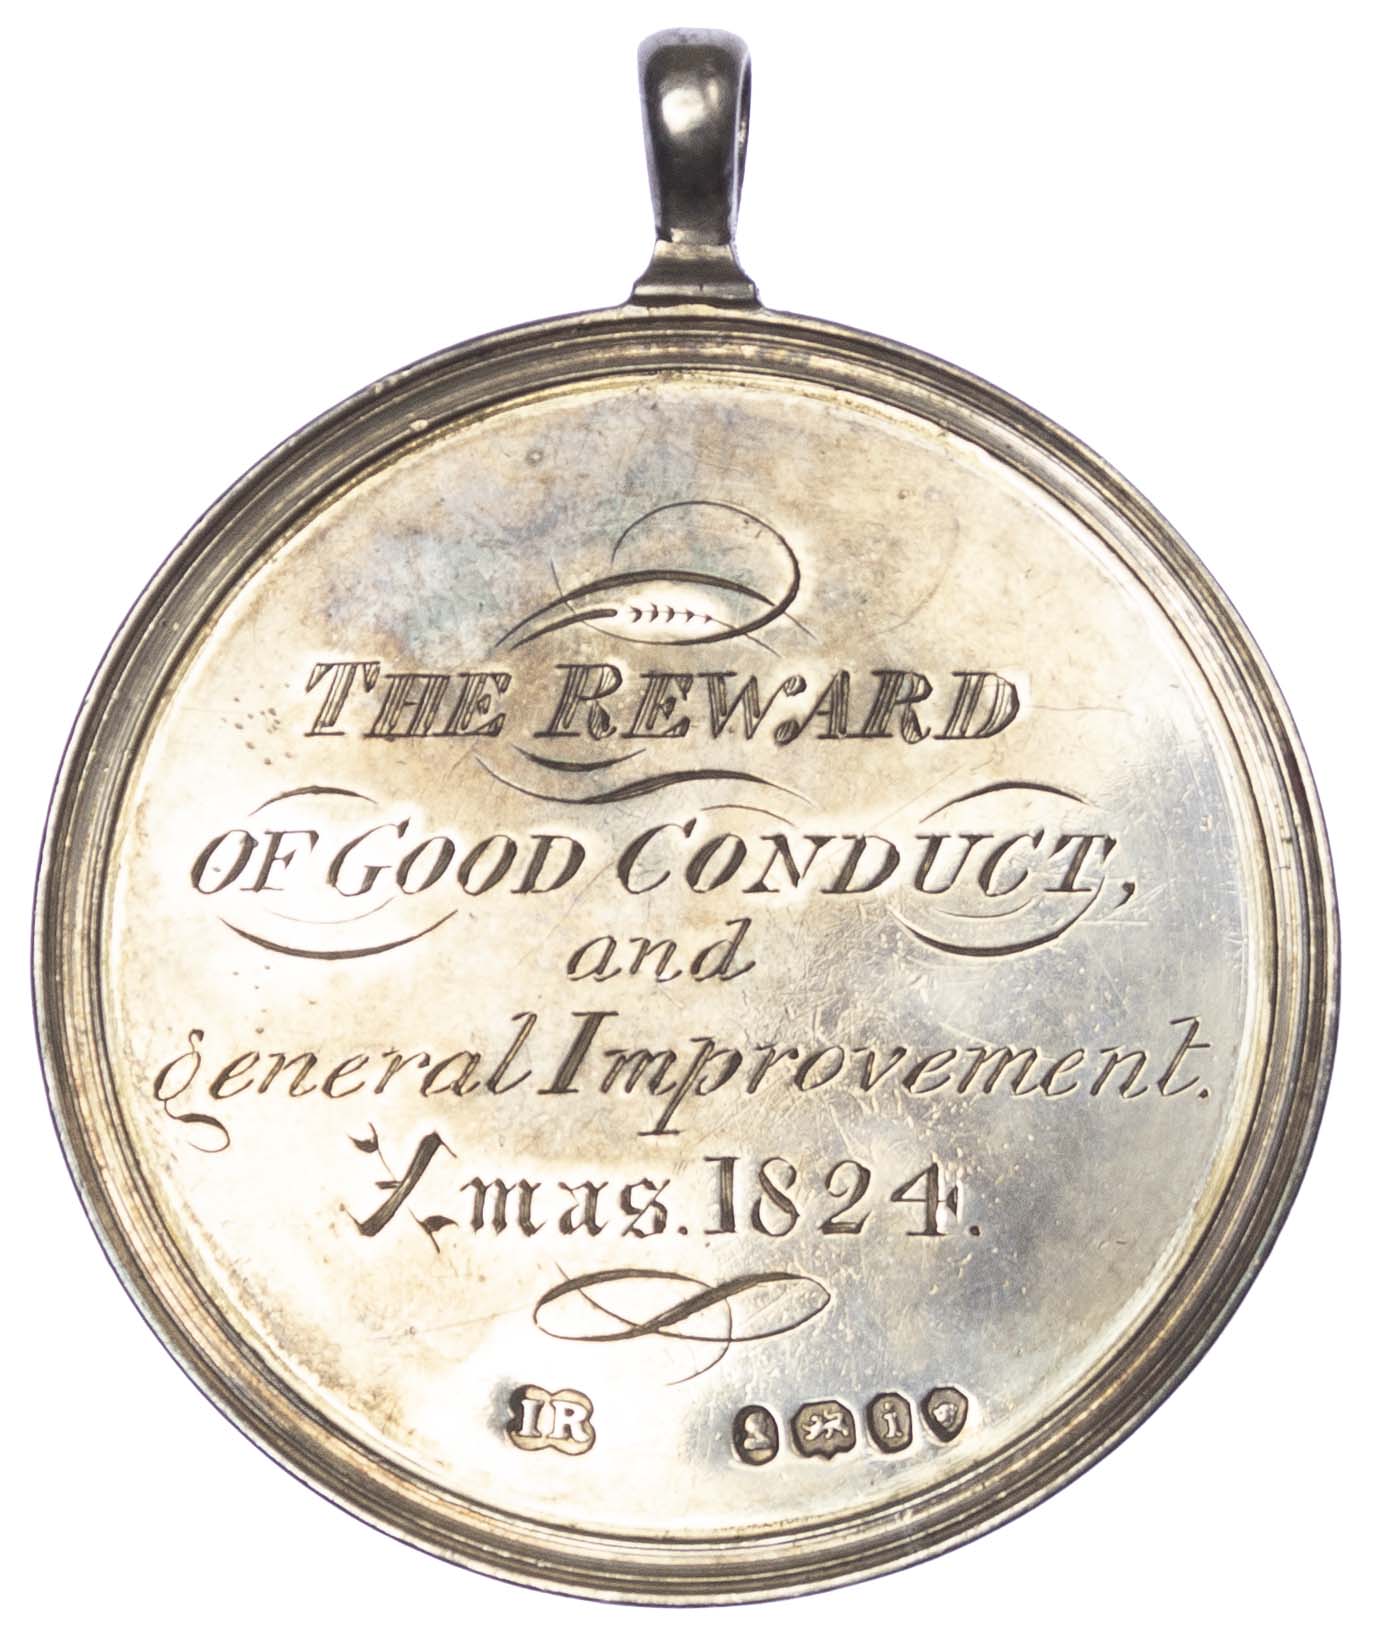 THE REWARD
OF GOOD CONDUCT,
and
general Improvement.
Xmas. 1824.
IR i